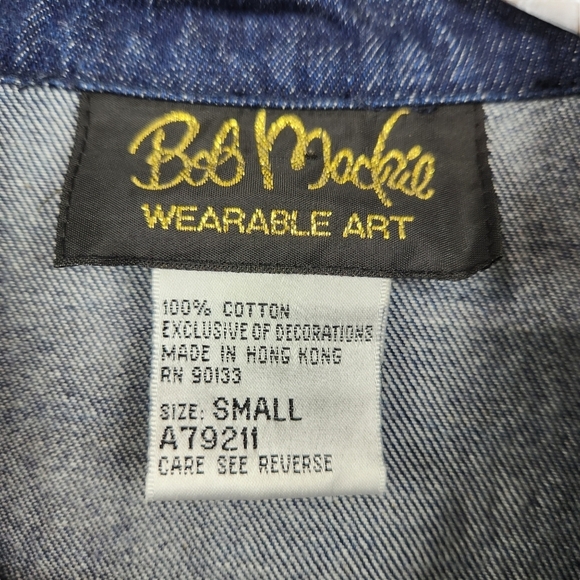 Bob Mackie
WEARABLE ART
100% COTTON
EXCLUSIVE OF DECORATIONS
MADE IN HONG KONG
RN 90133
SIZE: SMALL
A79211
CARE SEE REVERSE